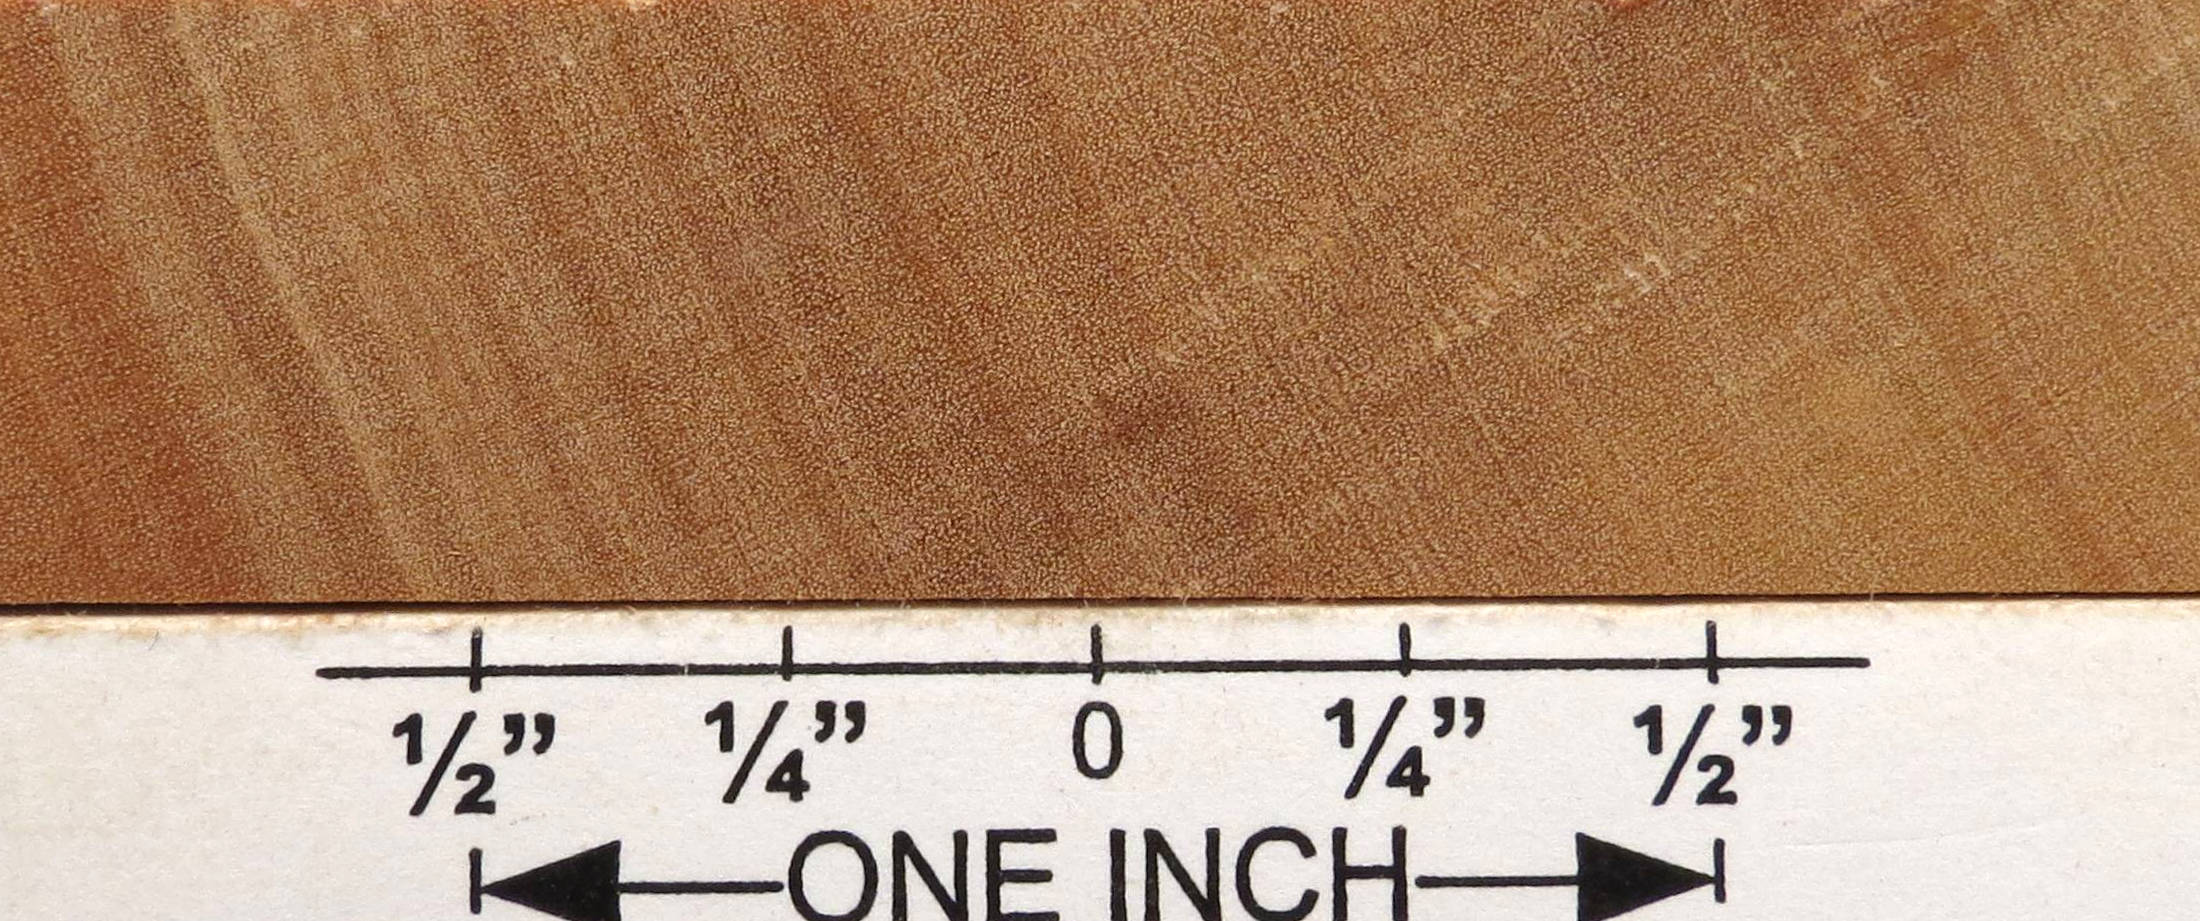 ½” ¼” 0 ¼” ½”
ONE INCH